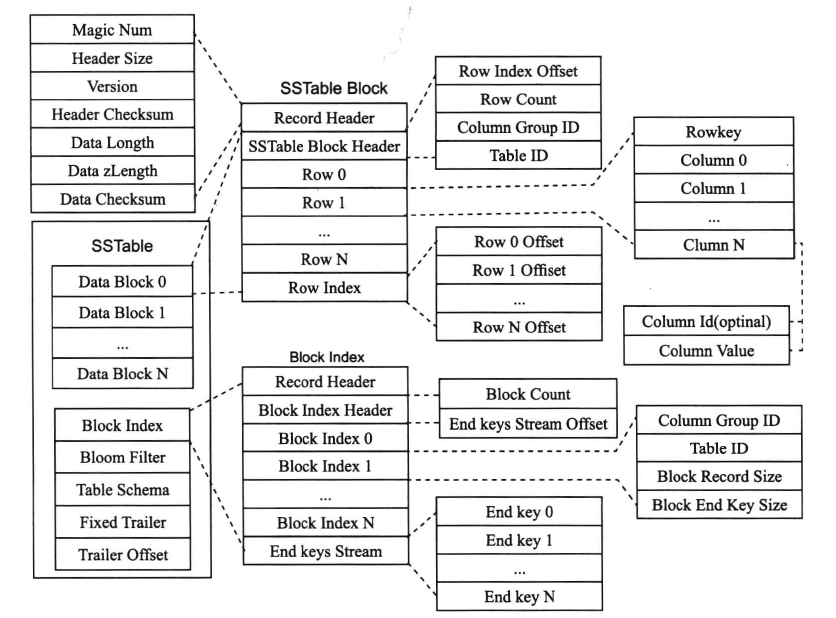 Magic Num
Header Size
Version
Header Checksum
Data Longth
Data zLength
Data Checksum
SSTable
Data Block 0
Data Block 1
...
Data Block N
Block Index
Bloom Filter
Table Schema
Fixed Trailer
Trailer Offset
SSTable Block
Record Header
SSTable Block Header
Row 0
Row 1
...
Row N
Row Index
Row Index Offset
Row Count
Column Group ID
Table ID
Rowkey
Column 0
Column 1
...
Clumn N
Row 0 Offset
Row 1 Offiset
...
Row N Offset
Column Id(optinal)
Column Value
Block Index
Record Header
Block Index Header
Block Index 0
Block Index 1
...
Block Index N
End keys Stream
Block Count
End keys Stream Offset
Column Group ID
Table ID
Block Record Size
Block End Key Size
End key 0
End key 1
...
End key N